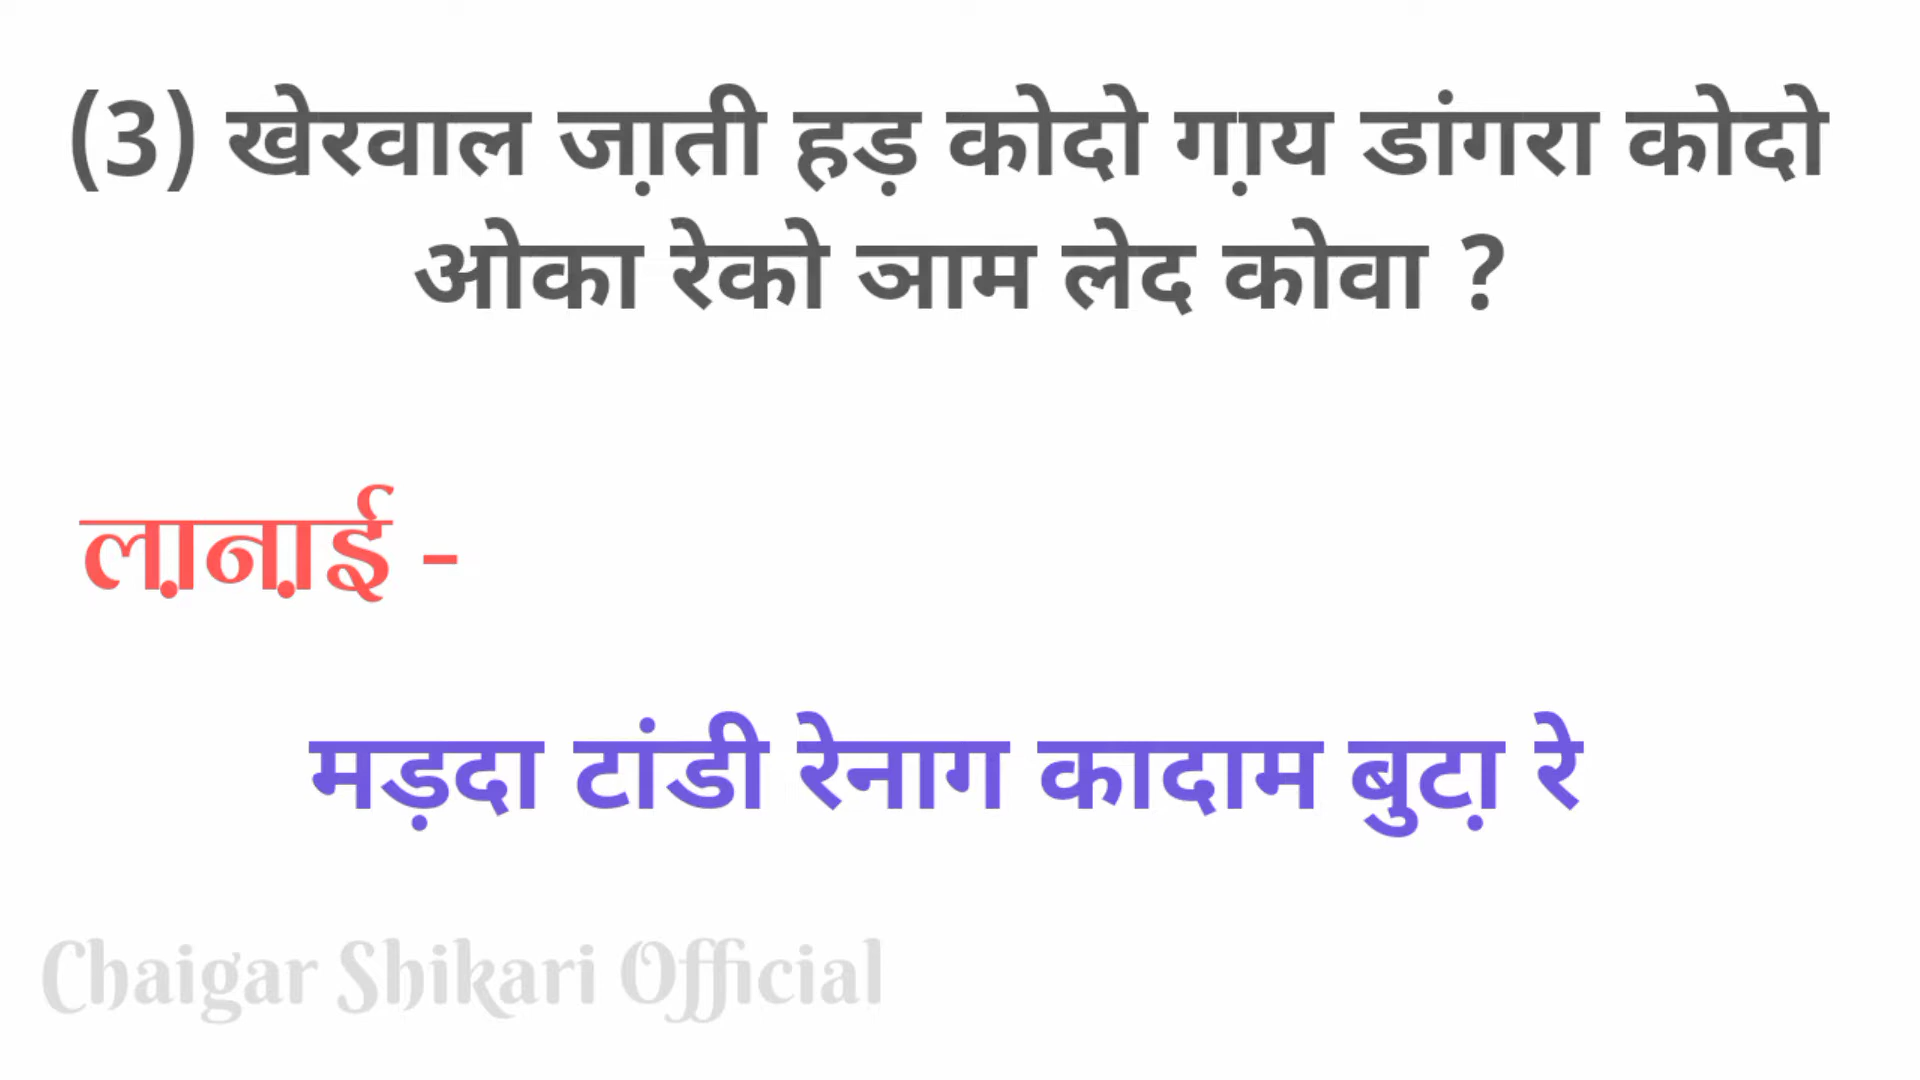 (3) खेरवाल जा़ती हड़ कोदो गा़य डांगरा कोदो
ओका रेको ञाम लेद कोवा ?
ला़ना़ई -
मड़दा टांडी रेनाग कादाम बुटा़ रे
Chaigar Shikari Official